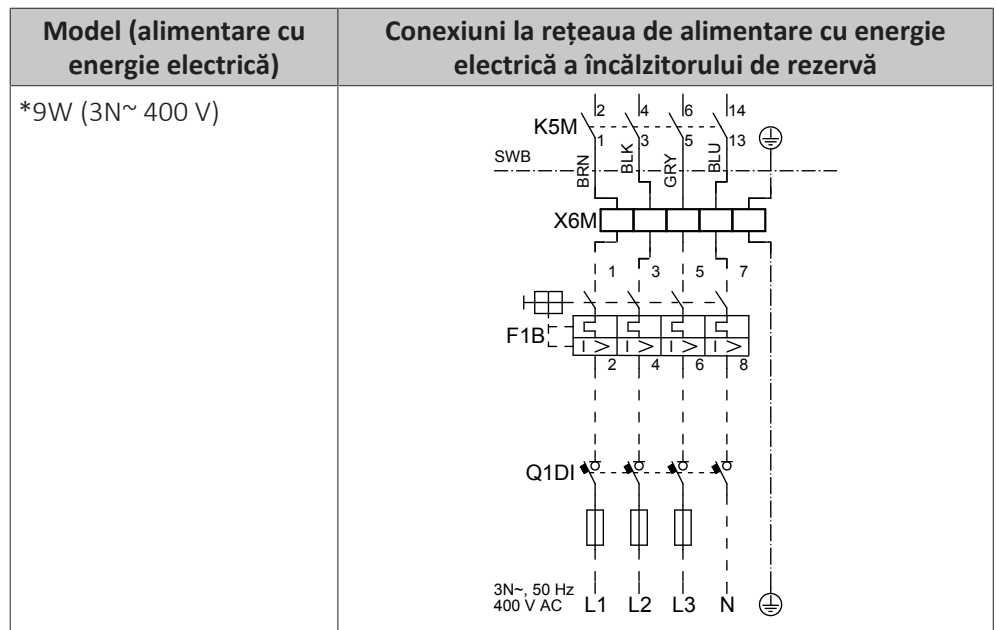 Model (alimentare cu
energie electrică)
Conexiuni la rețeaua de alimentare cu energie
electrică a încălzitorului de rezervă
*9W (3N~ 400 V)
2 4 6 14
K5M
1 3 5 13
SWB
BRN BLK GRY BLU
X6M
1 3 5 7
F1B
I > I > I > I >
2 4 6 8
Q1DI
3N~, 50 Hz
400 V AC
L1 L2 L3 N